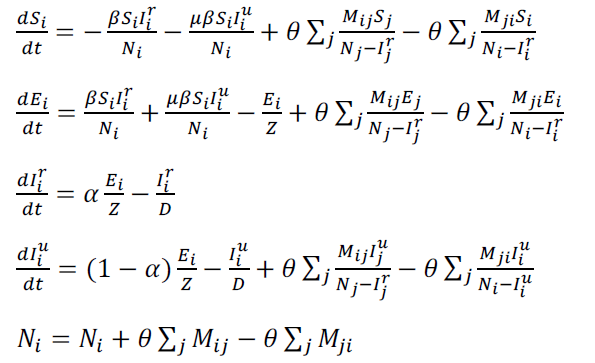 dS_i/dt = −βS_iI_i^r/N_i − μβS_iI_i^u/N_i + θ∑_j M_ijS_j/(N_j−I_j^r) − θ∑_j M_jiS_i/(N_i−I_i^r)
dE_i/dt = βS_iI_i^r/N_i + μβS_iI_i^u/N_i − E_i/Z + θ∑_j M_ijE_j/(N_j−I_j^r) − θ∑_j M_jiE_i/(N_i−I_i^r)
dI_i^r/dt = α E_i/Z − I_i^r/D
dI_i^u/dt = (1 − α) E_i/Z − I_i^u/D + θ∑_j M_ijI_j^u/(N_j−I_j^r) − θ∑_j M_jiI_i^u/(N_i−I_i^u)
N_i = N_i + θ∑_j M_ij − θ∑_j M_ji